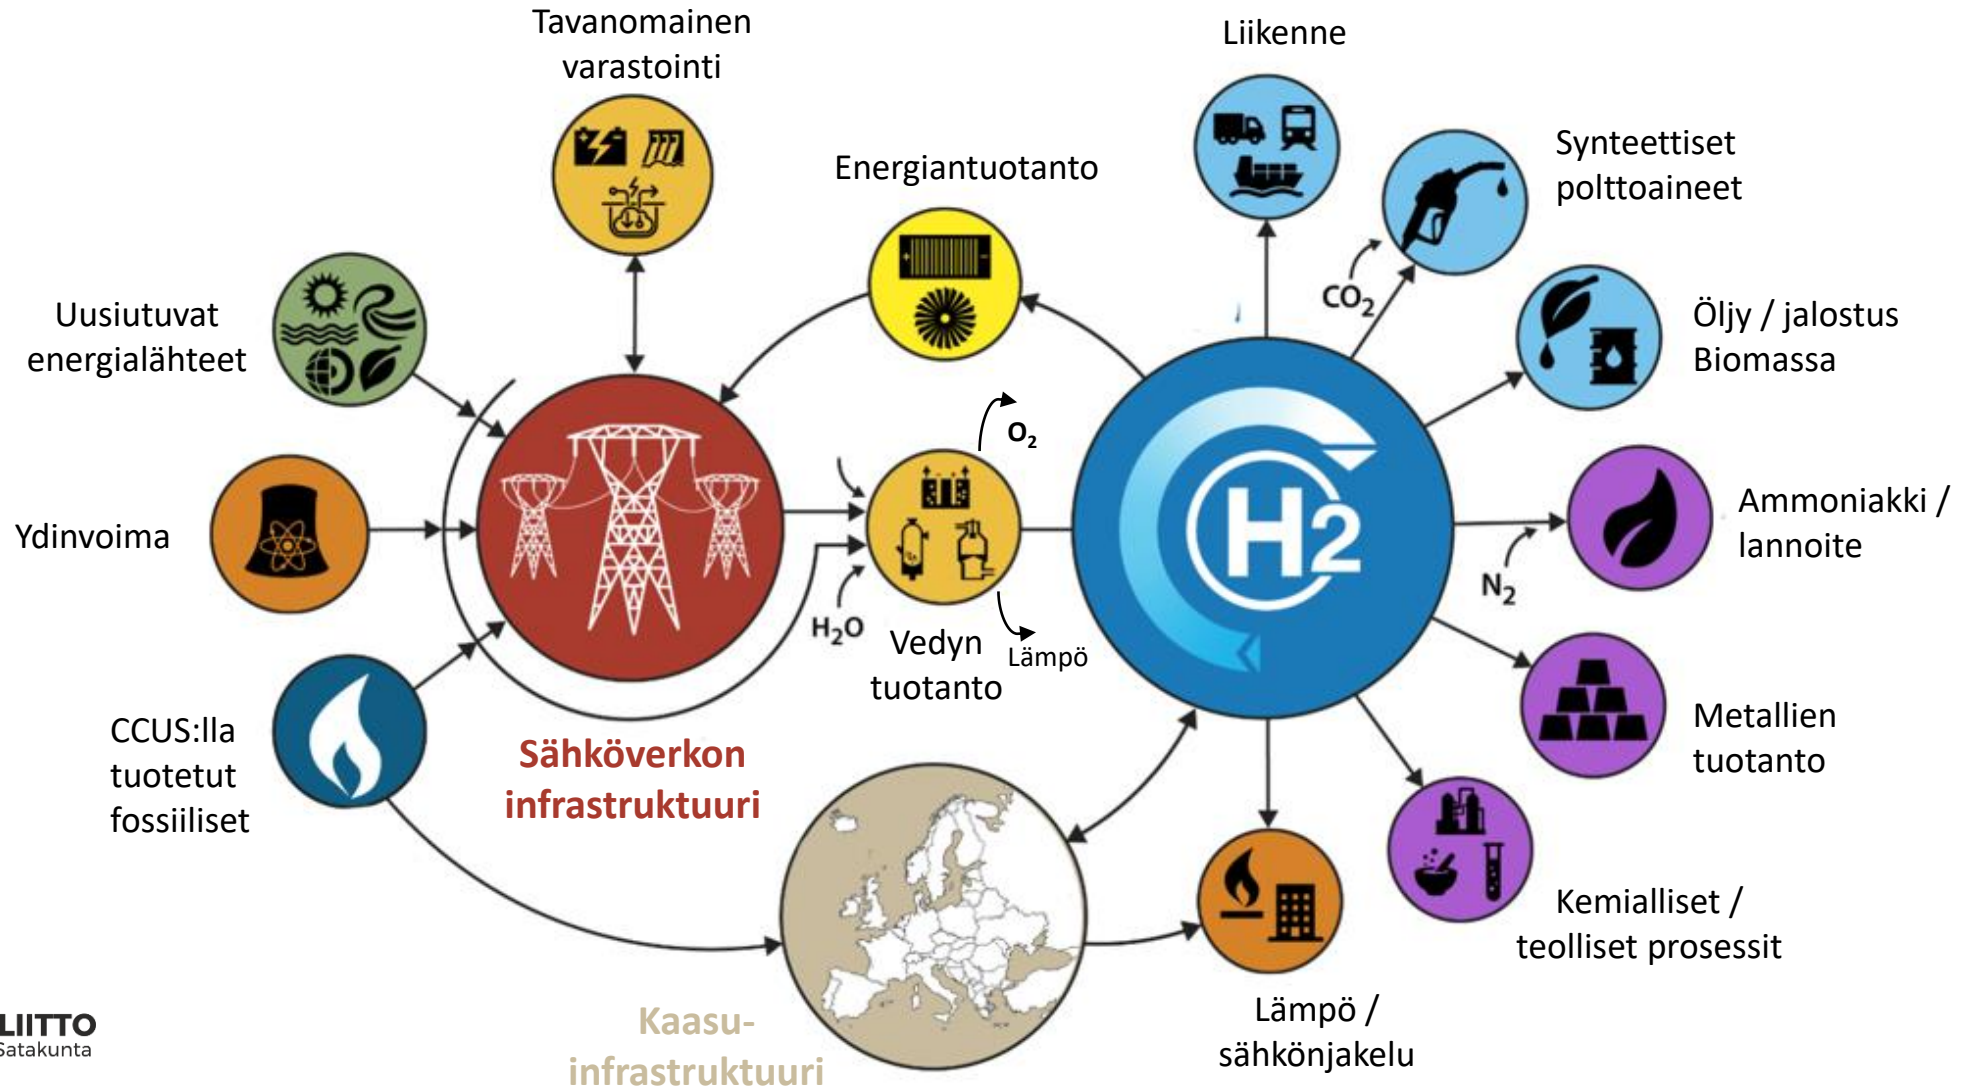 Tavanomainen
varastointi
Liikenne
Energiantuotanto
Synteettiset
polttoaineet
CO2
Uusiutuvat
energialähteet
Öljy / jalostus
Biomassa
O2
H2
Ydinvoima
Ammoniakki /
lannoite
N2
H2O
Vedyn
tuotanto
Lämpö
CCUS:lla
tuotetut
fossiiliset
Sähköverkon
infrastruktuuri
Metallien
tuotanto
Kemialliset /
teolliset prosessit
Lämpö /
sähkönjakelu
Kaasu-
infrastruktuuri
LIITTO
Satakunta